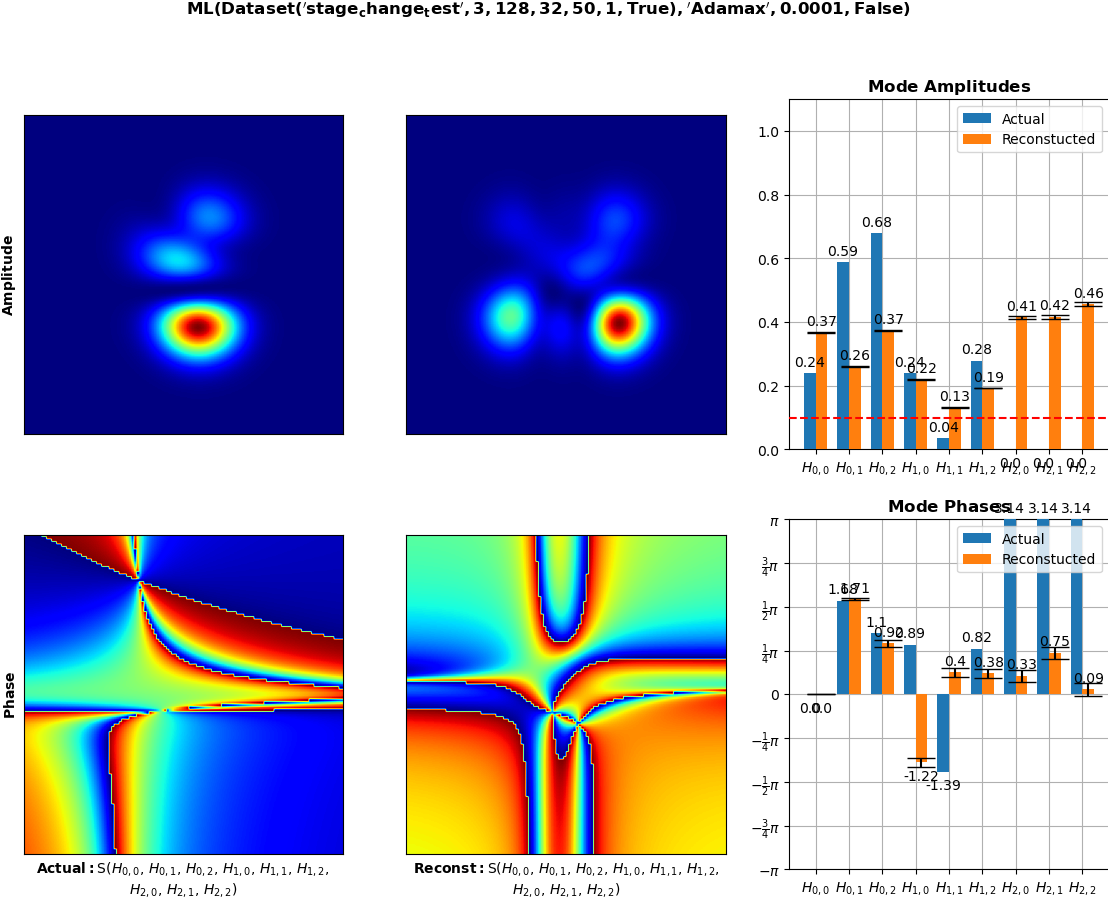 ML(Dataset('stage_change_test', 3, 128, 32, 50, 1, True), 'Adamax', 0.0001, False)
Mode Amplitudes
Actual
Reconstucted
1.0
0.8
0.6
0.4
0.2
0.0
0.24 0.59 0.68 0.24 0.04 0.28 0.0 0.0 0.0
0.37 0.26 0.37 0.22 0.13 0.19 0.41 0.42 0.46
H0,0 H0,1 H0,2 H1,0 H1,1 H1,2 H2,0 H2,1 H2,2
Amplitude
Mode Phases
Actual
Reconstucted
π
3/4π
1/2π
1/4π
0
−1/4π
−1/2π
−3/4π
−π
0.0 1.1 0.89 -1.39 0.82 3.14 3.14 3.14
0.0 1.71 0.92 -1.22 0.4 0.38 0.33 0.75 0.09
H0,0 H0,1 H0,2 H1,0 H1,1 H1,2 H2,0 H2,1 H2,2
Phase
Actual: S(H0,0, H0,1, H0,2, H1,0, H1,1, H1,2,
H2,0, H2,1, H2,2)
Reconst: S(H0,0, H0,1, H0,2, H1,0, H1,1, H1,2,
H2,0, H2,1, H2,2)